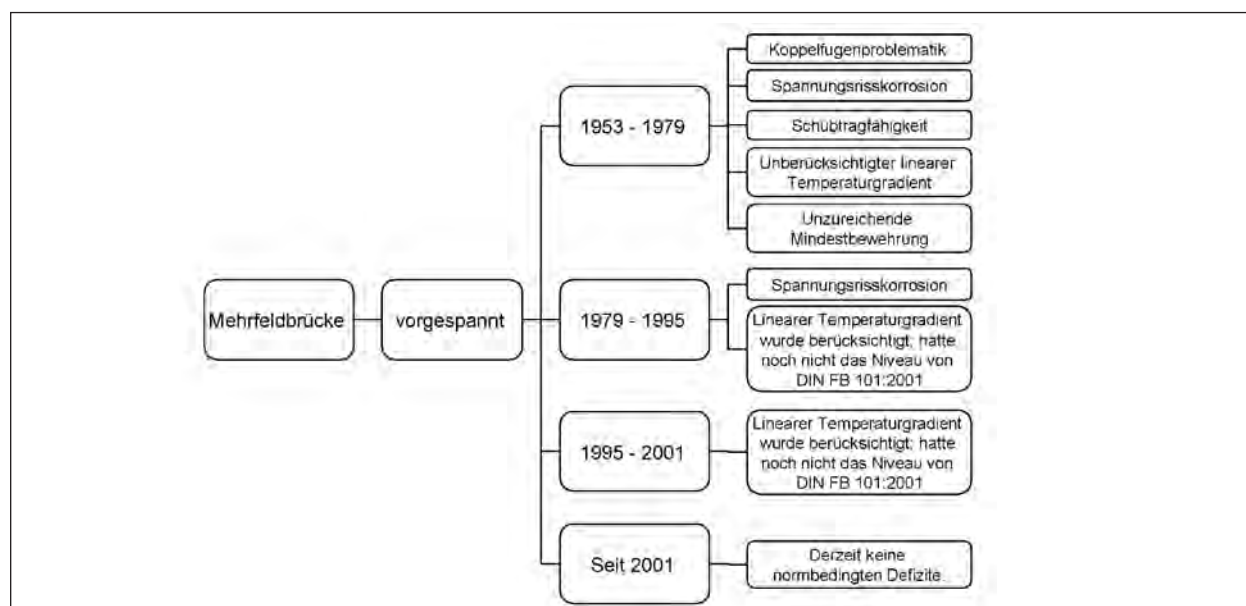 Mehrfeldbrücke
vorgespannt
1953 - 1979
Koppelfugenproblematik
Spannungsrisskorrosion
Schubtragfähigkeit
Unberücksichtigter linearer
Temperaturgradient
Unzureichende
Mindestbewehrung
1979 - 1995
Spannungsrisskorrosion
Linearer Temperaturgradient
wurde berücksichtigt; hatte
noch nicht das Niveau von
DIN FB 101:2001
1995 - 2001
Linearer Temperaturgradient
wurde berücksichtigt; hatte
noch nicht das Niveau von
DIN FB 101:2001
Seit 2001
Derzeit keine
normbedingten Defizite